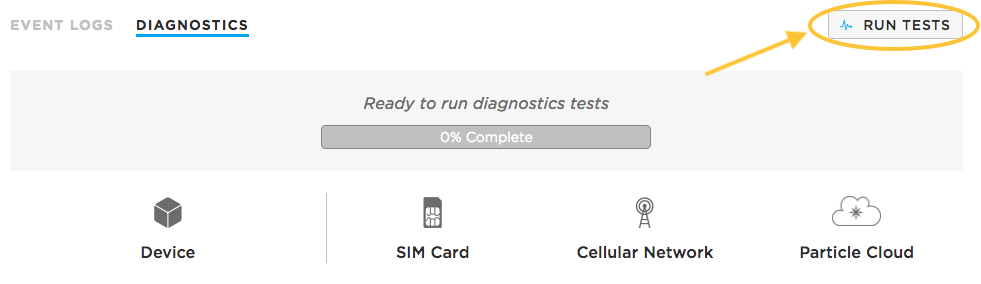 EVENT LOGS DIAGNOSTICS RUN TESTS
Ready to run diagnostics tests
0% Complete
Device SIM Card Cellular Network Particle Cloud